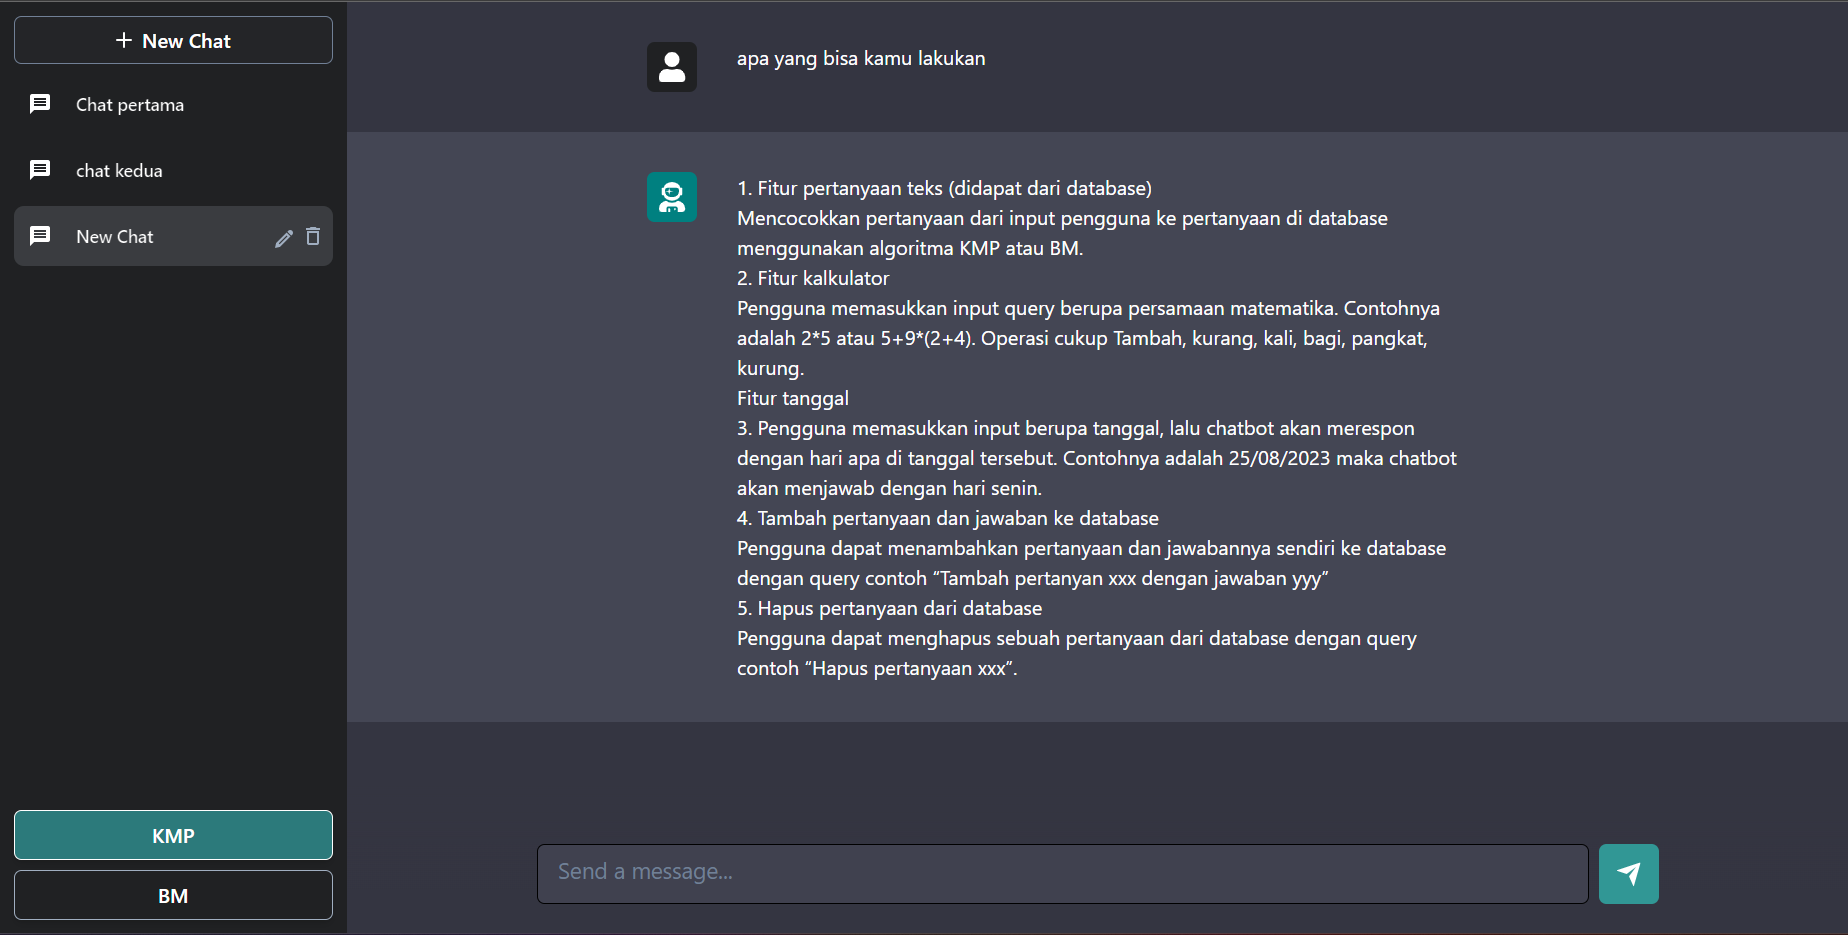 New Chat
Chat pertama
chat kedua
New Chat
KMP
BM
apa yang bisa kamu lakukan
1. Fitur pertanyaan teks (didapat dari database)
Mencocokkan pertanyaan dari input pengguna ke pertanyaan di database
menggunakan algoritma KMP atau BM.
2. Fitur kalkulator
Pengguna memasukkan input query berupa persamaan matematika. Contohnya
adalah 2*5 atau 5+9*(2+4). Operasi cukup Tambah, kurang, kali, bagi, pangkat,
kurung.
Fitur tanggal
3. Pengguna memasukkan input berupa tanggal, lalu chatbot akan merespon
dengan hari apa di tanggal tersebut. Contohnya adalah 25/08/2023 maka chatbot
akan menjawab dengan hari senin.
4. Tambah pertanyaan dan jawaban ke database
Pengguna dapat menambahkan pertanyaan dan jawabannya sendiri ke database
dengan query contoh “Tambah pertanyan xxx dengan jawaban yyy”
5. Hapus pertanyaan dari database
Pengguna dapat menghapus sebuah pertanyaan dari database dengan query
contoh “Hapus pertanyaan xxx”.
Send a message...